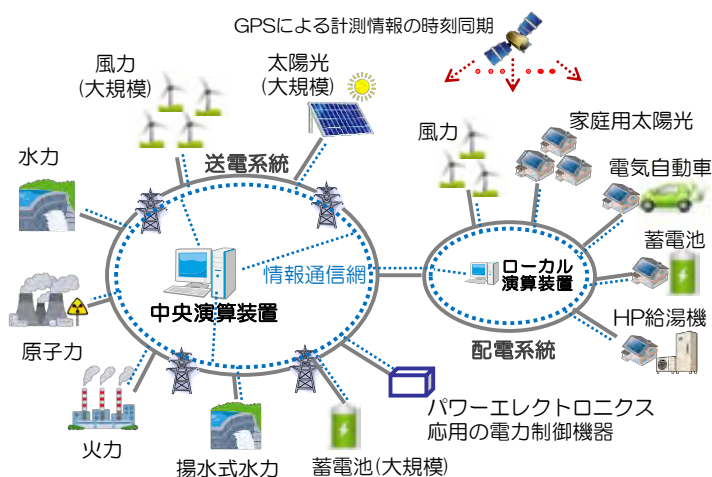 GPSによる計測情報の時刻同期
風力
(大規模)
太陽光
(大規模)
風力
家庭用太陽光
水力
送電系統
電気自動車
蓄電池
情報通信網
ローカル
演算装置
中央演算装置
HP給湯機
原子力
配電系統
火力
パワーエレクトロニクス
応用の電力制御機器
揚水式水力
蓄電池(大規模)